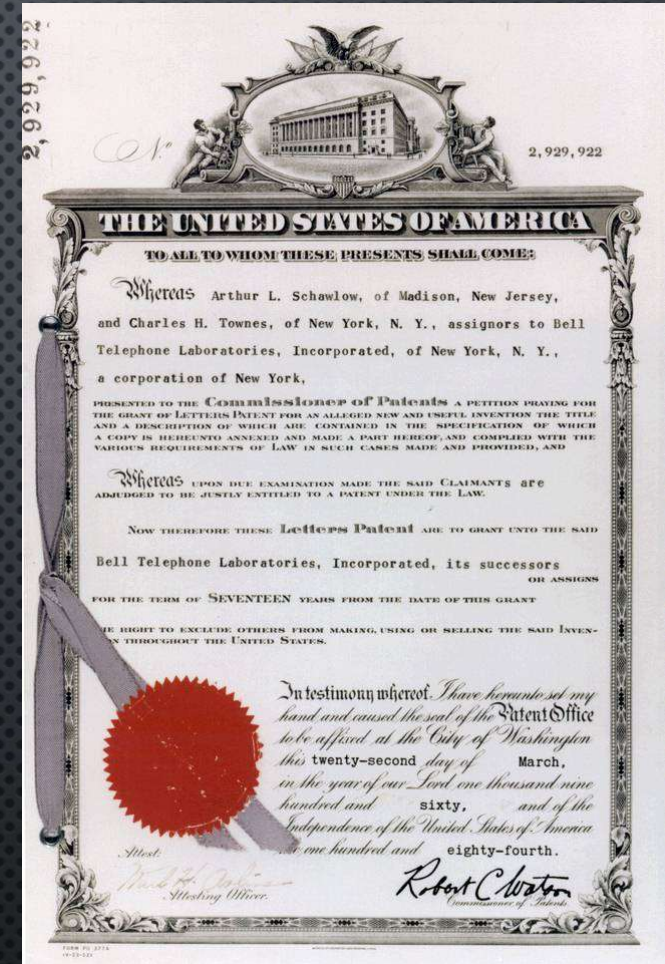 2,929,922
No
2,929,922
THE UNITED STATES OF AMERICA
TO ALL TO WHOM THESE PRESENTS SHALL COME:
Whereas Arthur L. Schawlow, of Madison, New Jersey,
and Charles H. Townes, of New York, N. Y., assignors to Bell
Telephone Laboratories, Incorporated, of New York, N. Y.,
a corporation of New York,
PRESENTED TO THE Commissioner of Patents A PETITION PRAYING FOR
THE GRANT OF LETTERS PATENT FOR AN ALLEGED NEW AND USEFUL INVENTION THE TITLE
AND A DESCRIPTION OF WHICH ARE CONTAINED IN THE SPECIFICATION OF WHICH
A COPY IS HEREUNTO ANNEXED AND MADE A PART HEREOF, AND COMPLIED WITH THE
VARIOUS REQUIREMENTS OF LAW IN SUCH CASES MADE AND PROVIDED, AND
Whereas UPON DUE EXAMINATION MADE THE SAID CLAIMANTs are
ADJUDGED TO BE JUSTLY ENTITLED TO A PATENT UNDER THE LAW.
NOW THEREFORE THESE Letters Patent ARE TO GRANT UNTO THE SAID
Bell Telephone Laboratories, Incorporated, its successors
OR ASSIGNS
FOR THE TERM OF SEVENTEEN YEARS FROM THE DATE OF THIS GRANT
HE RIGHT TO EXCLUDE OTHERS FROM MAKING, USING OR SELLING THE SAID INVEN-
N THROUGHOUT THE UNITED STATES.
In testimony whereof I have hereunto set my
hand and caused the seal of the Patent Office
to be affixed at the City of Washington
this twenty-second day of March,
in the year of our Lord one thousand nine
hundred and sixty, and of the
Independence of the United States of America
one hundred and eighty-fourth.
Attest:
Attesting Officer.
Robert C Watson
Commissioner of Patents.